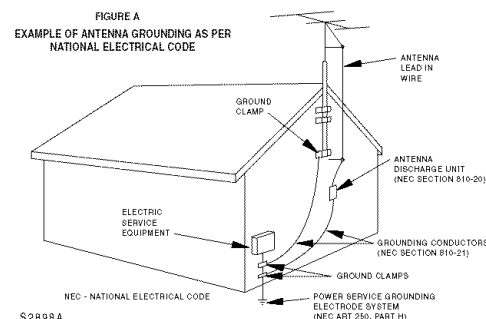 FIGURE A
EXAMPLE OF ANTENNA GROUNDING AS PER
NATIONAL ELECTRICAL CODE
ANTENNA
LEAD IN
WIRE
GROUND
CLAMP
ANTENNA
DISCHARGE UNIT
(NEC SECTION 810-20)
ELECTRIC
SERVICE
EQUIPMENT
GROUNDING CONDUCTORS
(NEC SECTION 810-21)
GROUND CLAMPS
NEC - NATIONAL ELECTRICAL CODE
POWER SERVICE GROUNDING
ELECTRODE SYSTEM
(NEC ART 250, PART H)
S2898A